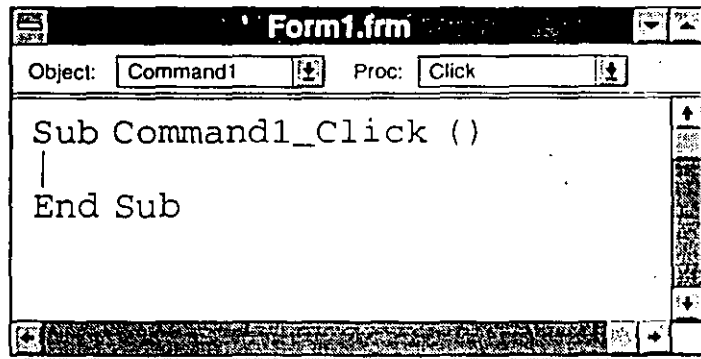 Form1.frm
Object: Command1 Proc: Click
Sub Command1_Click ()
End Sub